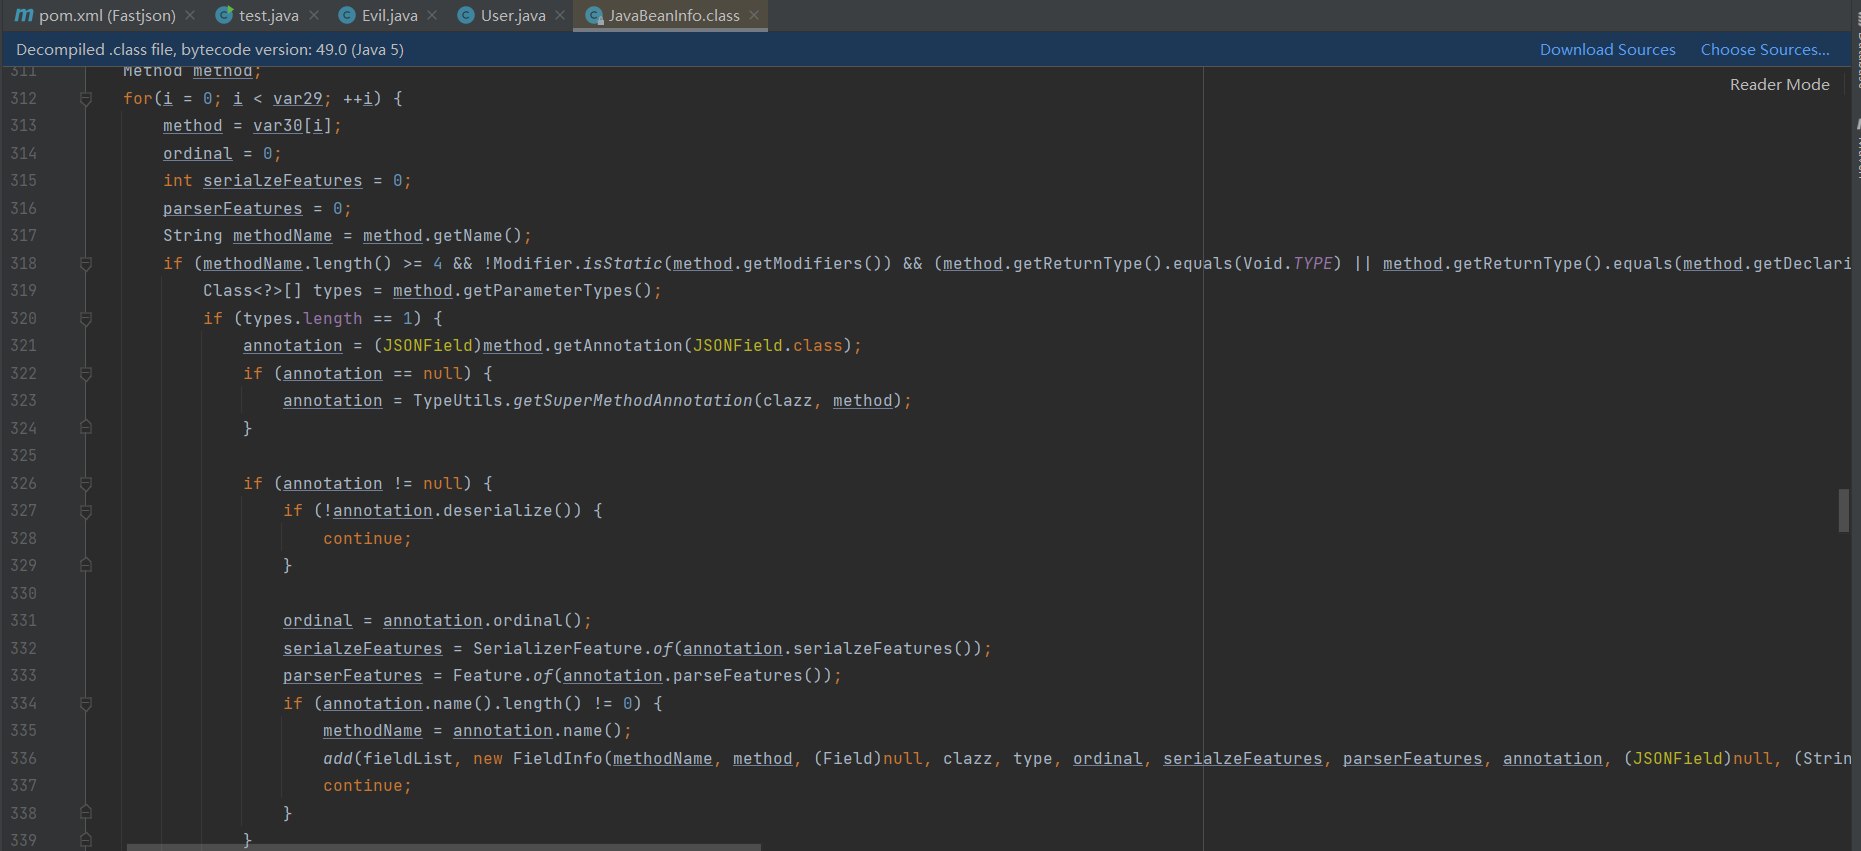 pom.xml (Fastjson) test.java Evil.java User.java JavaBeanInfo.class
Decompiled .class file, bytecode version: 49.0 (Java 5) Download Sources Choose Sources...
Reader Mode
311 Method method;
312 for(i = 0; i < var29; ++i) {
313 method = var30[i];
314 ordinal = 0;
315 int serialzeFeatures = 0;
316 parserFeatures = 0;
317 String methodName = method.getName();
318 if (methodName.length() >= 4 && !Modifier.isStatic(method.getModifiers()) && (method.getReturnType().equals(Void.TYPE) || method.getReturnType().equals(method.getDeclari
319 Class<?>[] types = method.getParameterTypes();
320 if (types.length == 1) {
321 annotation = (JSONField)method.getAnnotation(JSONField.class);
322 if (annotation == null) {
323 annotation = TypeUtils.getSuperMethodAnnotation(clazz, method);
324 }
325
326 if (annotation != null) {
327 if (!annotation.deserialize()) {
328 continue;
329 }
330
331 ordinal = annotation.ordinal();
332 serialzeFeatures = SerializerFeature.of(annotation.serialzeFeatures());
333 parserFeatures = Feature.of(annotation.parseFeatures());
334 if (annotation.name().length() != 0) {
335 methodName = annotation.name();
336 add(fieldList, new FieldInfo(methodName, method, (Field)null, clazz, type, ordinal, serialzeFeatures, parserFeatures, annotation, (JSONField)null, (Strin
337 continue;
338 }
339 }